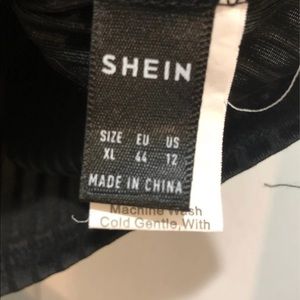 SHEIN
SIZE EU US
XL 44 12
MADE IN CHINA
Machine Wash
Cold Gentle, With